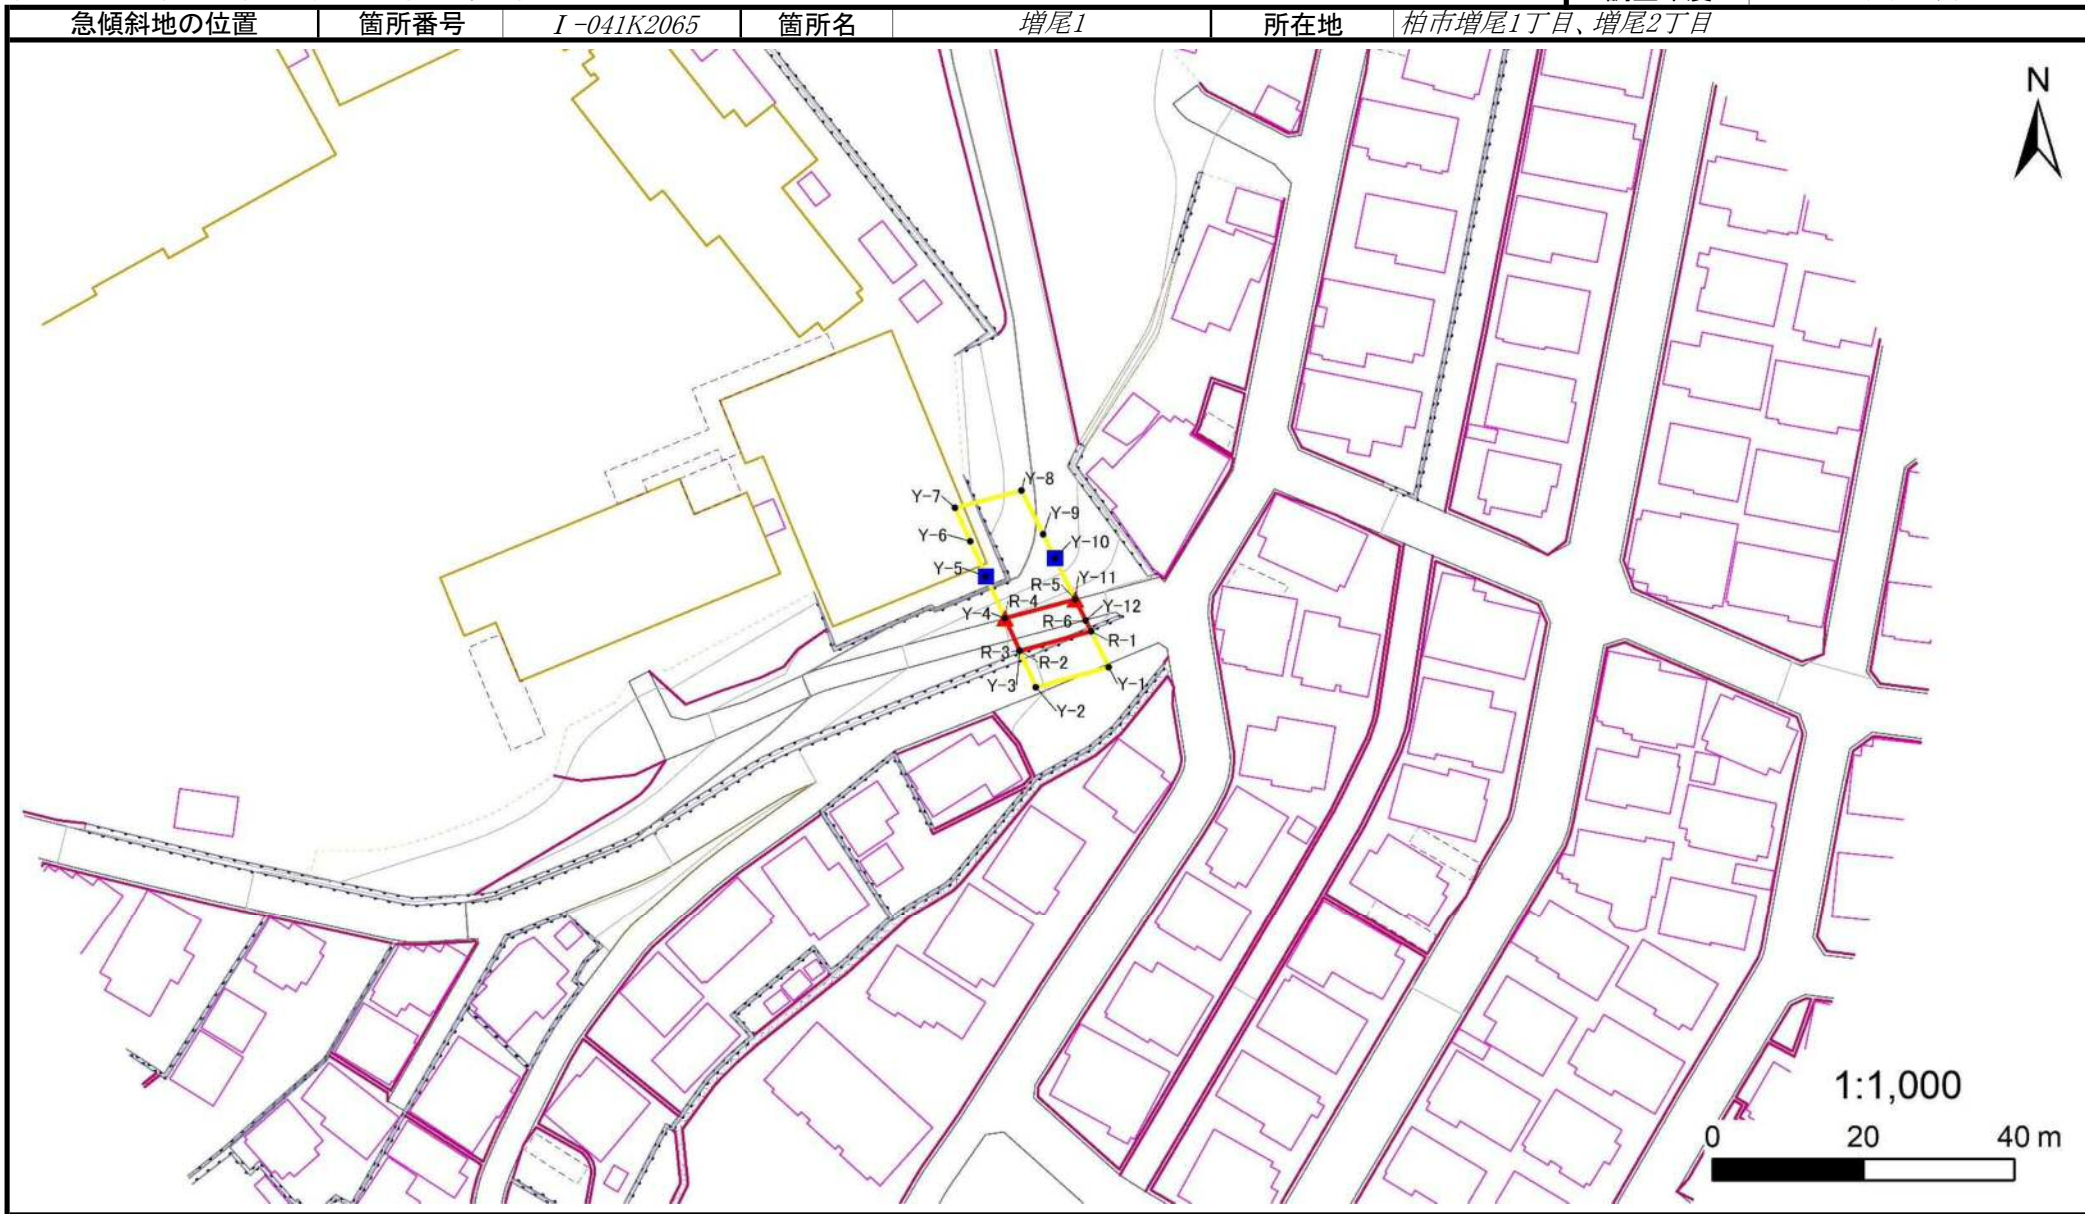 急傾斜地の位置 箇所番号 I-041K2065 箇所名 増尾1 所在地 柏市増尾1丁目、増尾2丁目
N
Y-8
Y-7
Y-9
Y-6
Y-10
Y-5
R-5 Y-11
R-4
Y-4 Y-12
R-6
R-1
R-3 R-2
Y-3 Y-1
Y-2
1:1,000
0 20 40 m